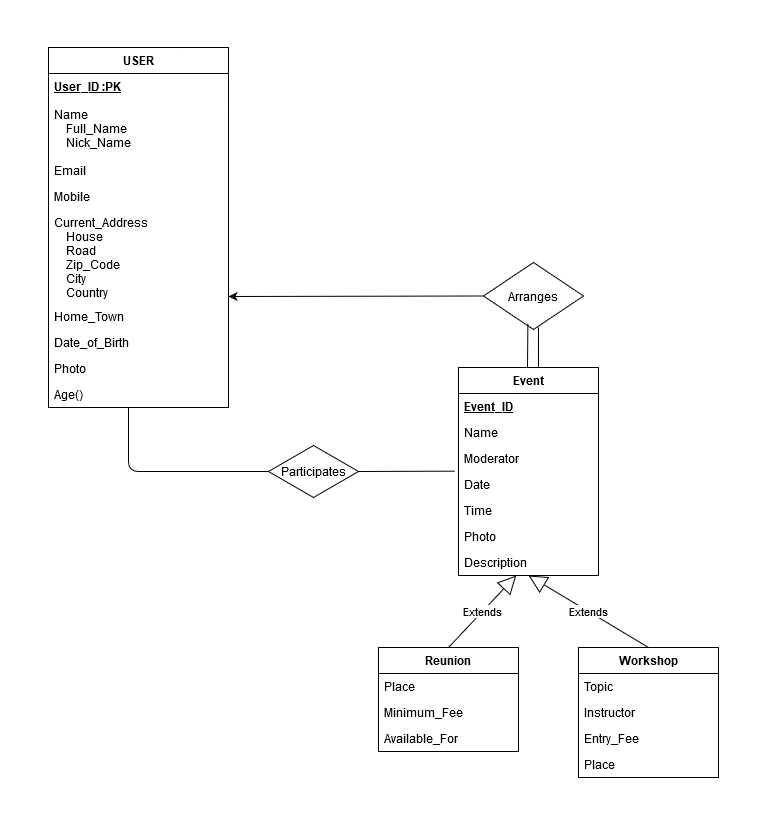 USER
User_ID:PK
Name
Full_Name
Nick_Name
Email
Mobile
Current_Address
House
Road
Zip_Code
City
Country
Home_Town
Date_of_Birth
Photo
Age()
Arranges
Participates
Event
Event_ID
Name
Moderator
Date
Time
Photo
Description
Extends
Extends
Reunion
Place
Minimum_Fee
Available_For
Workshop
Topic
Instructor
Entry_Fee
Place